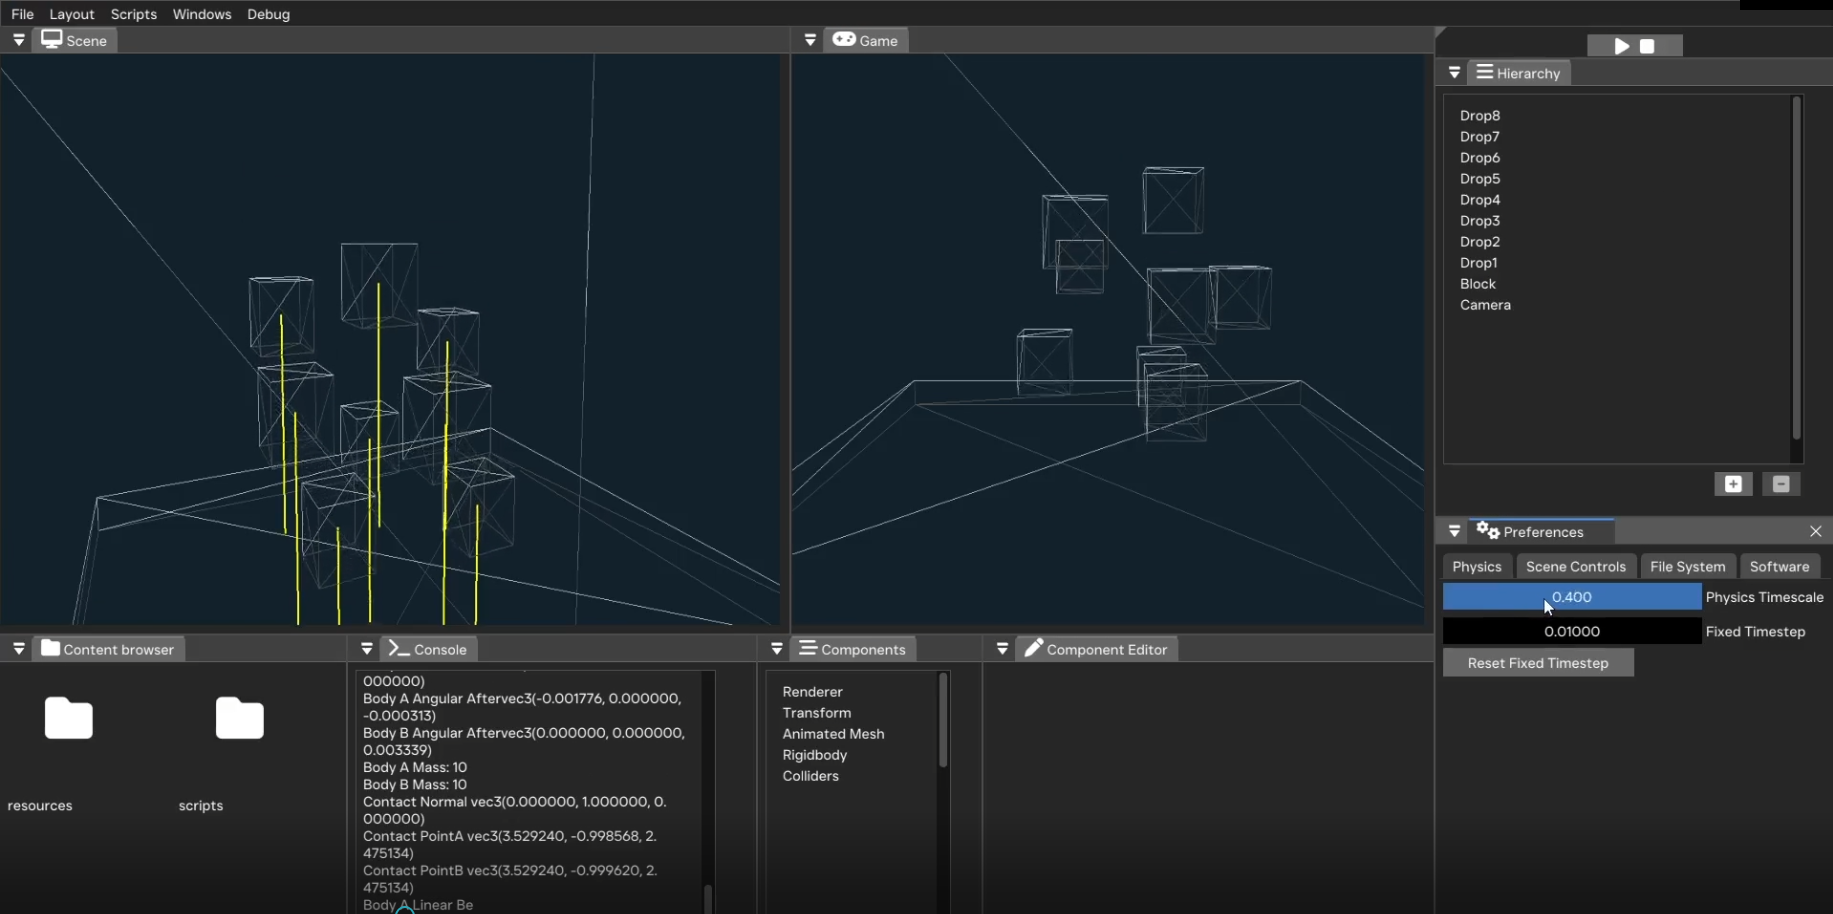 File Layout Scripts Windows Debug
Scene
Game
Hierarchy
Drop8
Drop7
Drop6
Drop5
Drop4
Drop3
Drop2
Drop1
Block
Camera
Preferences
Physics Scene Controls File System Software
0.400 Physics Timescale
0.01000 Fixed Timestep
Reset Fixed Timestep
Content browser
resources
scripts
Console
000000)
Body A Angular Aftervec3(-0.001776, 0.000000,
-0.000313)
Body B Angular Aftervec3(0.000000, 0.000000,
0.003339)
Body A Mass: 10
Body B Mass: 10
Contact Normal vec3(0.000000, 1.000000, 0.
000000)
Contact PointA vec3(3.529240, -0.998568, 2.
475134)
Contact PointB vec3(3.529240, -0.999620, 2.
475134)
Body A Linear Be
Components
Renderer
Transform
Animated Mesh
Rigidbody
Colliders
Component Editor